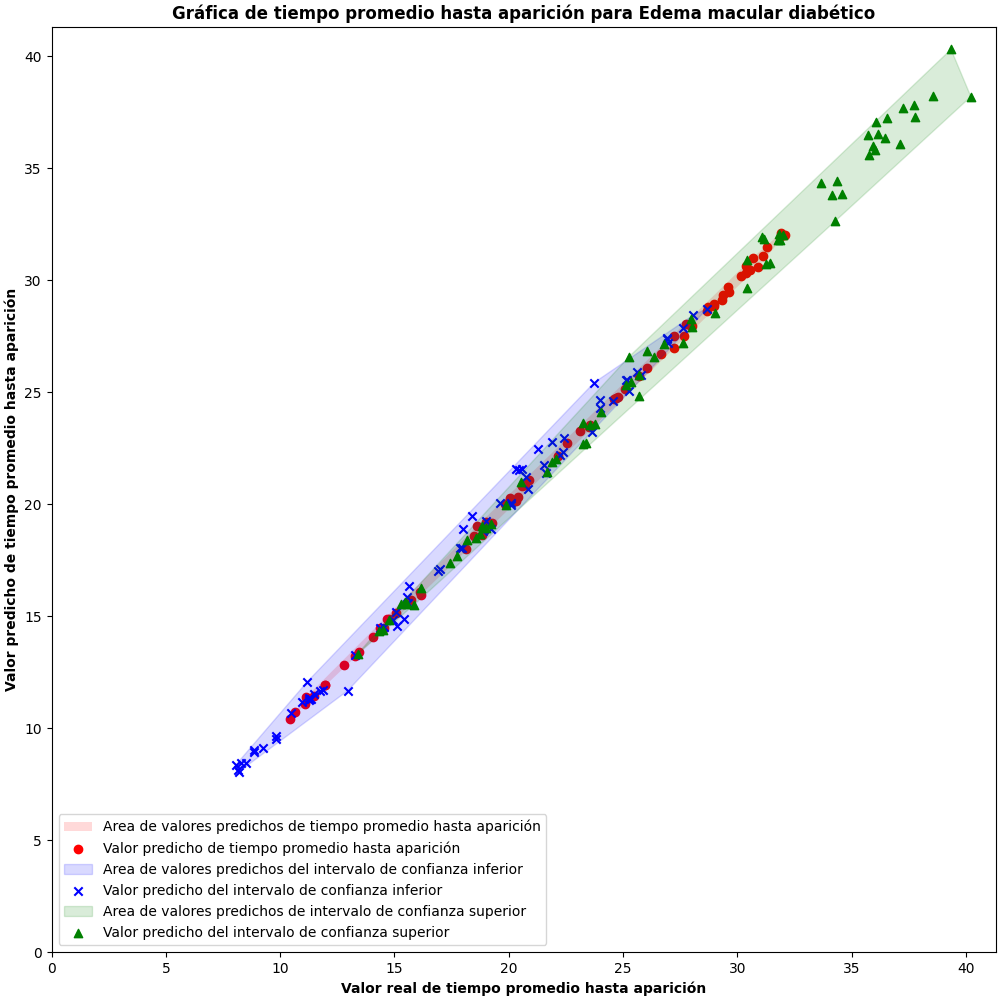 Gráfica de tiempo promedio hasta aparición para Edema macular diabético
Valor predicho de tiempo promedio hasta aparición
40
35
30
25
20
15
10
5
0
Area de valores predichos de tiempo promedio hasta aparición
Valor predicho de tiempo promedio hasta aparición
Area de valores predichos del intervalo de confianza inferior
Valor predicho del intervalo de confianza inferior
Area de valores predichos de intervalo de confianza superior
Valor predicho del intervalo de confianza superior
0 5 10 15 20 25 30 35 40
Valor real de tiempo promedio hasta aparición